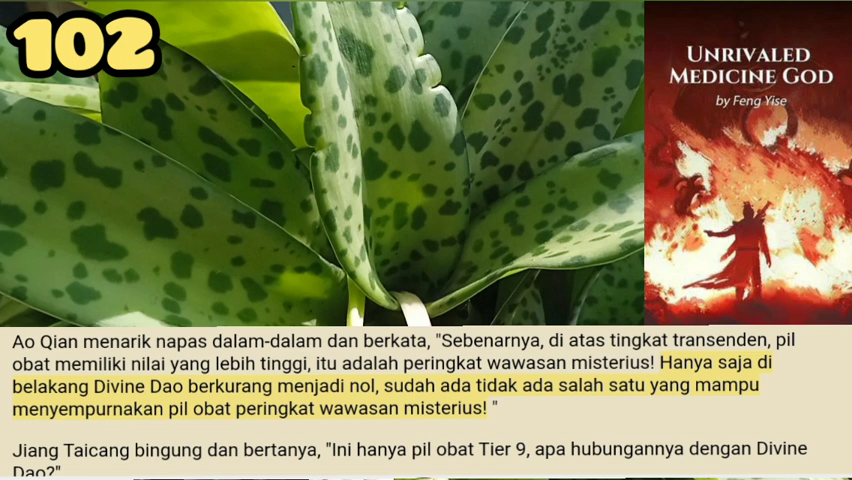 102
UNRIVALED
MEDICINE GOD
by Feng Yise
Ao Qian menarik napas dalam-dalam dan berkata, "Sebenarnya, di atas tingkat transenden, pil
obat memiliki nilai yang lebih tinggi, itu adalah peringkat wawasan misterius! Hanya saja di
belakang Divine Dao berkurang menjadi nol, sudah ada tidak ada salah satu yang mampu
menyempurnakan pil obat peringkat wawasan misterius! "
Jiang Taicang bingung dan bertanya, "Ini hanya pil obat Tier 9, apa hubungannya dengan Divine
Dao?"